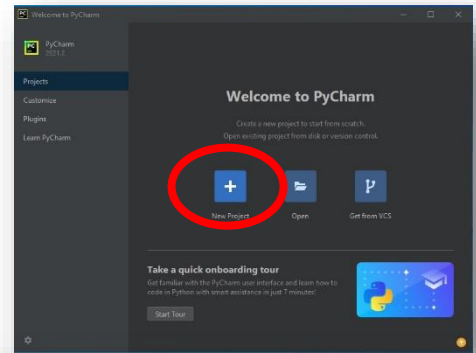 Welcome to PyCharm
PC
PyCharm
2021.2
Projects
Customize
Plugins
Learn PyCharm
Welcome to PyCharm
Create a new project to start from scratch.
Open existing project from disk or version control.
New Project
Open
Get from VCS
Take a quick onboarding tour
Get familiar with the PyCharm user interface and learn how to
code in Python with smart assistance in just 7 minutes!
Start Tour